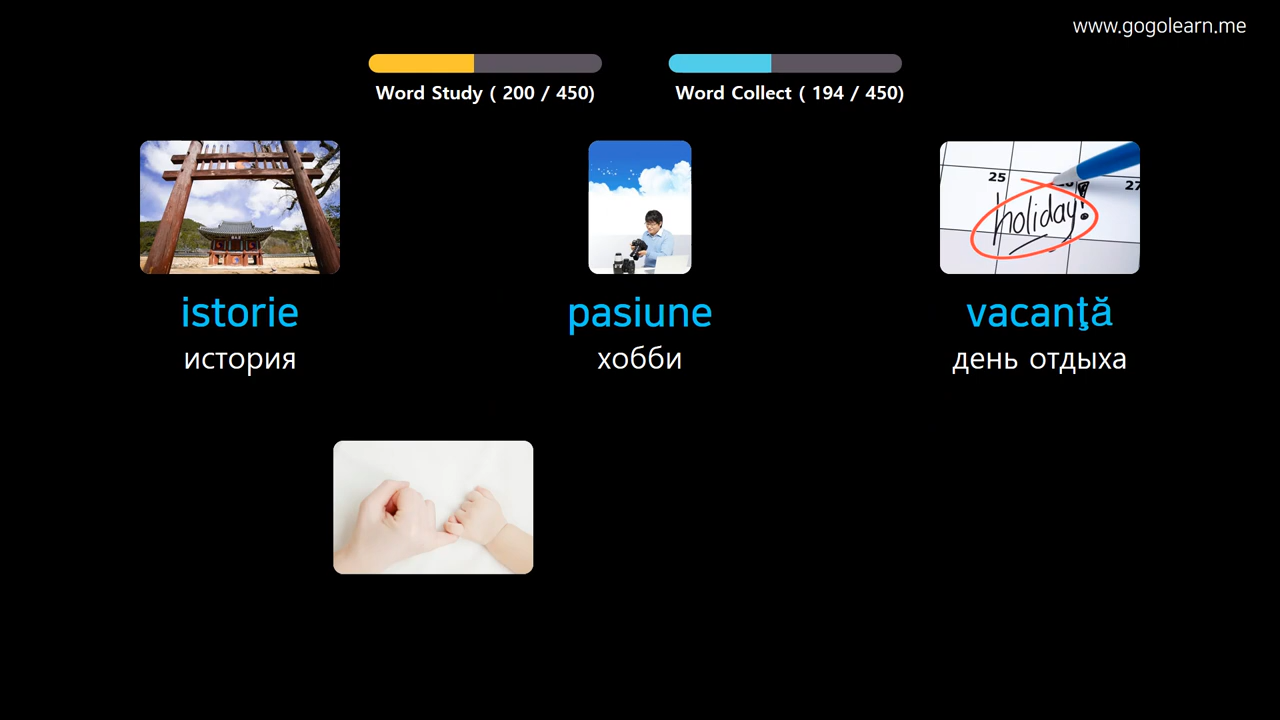 www.gogolearn.me
Word Study ( 200 / 450)
Word Collect ( 194 / 450)
25
27
holiday!
istorie
pasiune
vacanţă
история
хобби
день отдыха